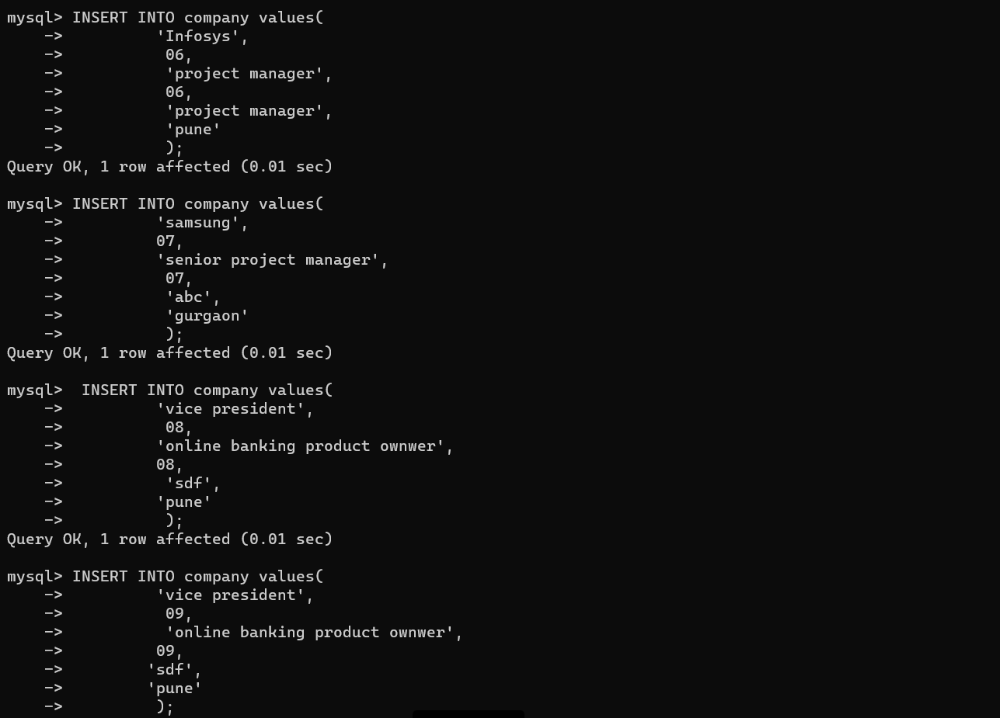 mysql> INSERT INTO company values(
    ->          'Infosys',
    ->           06,
    ->           'project manager',
    ->           06,
    ->           'project manager',
    ->           'pune'
    ->           );
Query OK, 1 row affected (0.01 sec)

mysql> INSERT INTO company values(
    ->          'samsung',
    ->          07,
    ->          'senior project manager',
    ->           07,
    ->           'abc',
    ->           'gurgaon'
    ->           );
Query OK, 1 row affected (0.01 sec)

mysql>  INSERT INTO company values(
    ->          'vice president',
    ->           08,
    ->          'online banking product ownwer',
    ->          08,
    ->           'sdf',
    ->          'pune'
    ->           );
Query OK, 1 row affected (0.01 sec)

mysql> INSERT INTO company values(
    ->          'vice president',
    ->           09,
    ->           'online banking product ownwer',
    ->          09,
    ->         'sdf',
    ->         'pune'
    ->          );